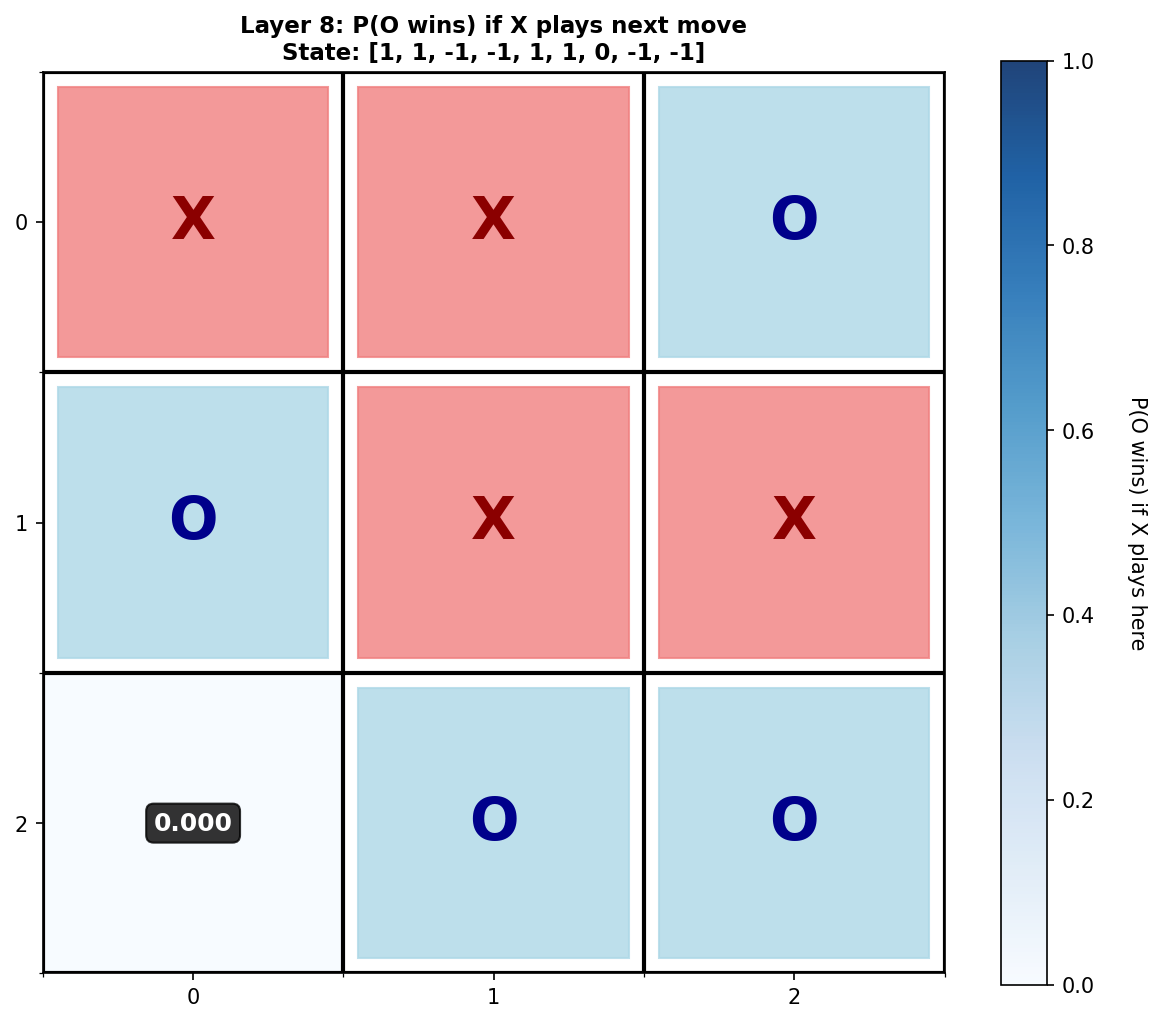 Layer 8: P(O wins) if X plays next move
State: [1, 1, -1, -1, 1, 1, 0, -1, -1]
X X O
O X X
0.000 O O
0
1
2
0 1 2
1.0
0.8
0.6
0.4
0.2
0.0
P(O wins) if X plays here